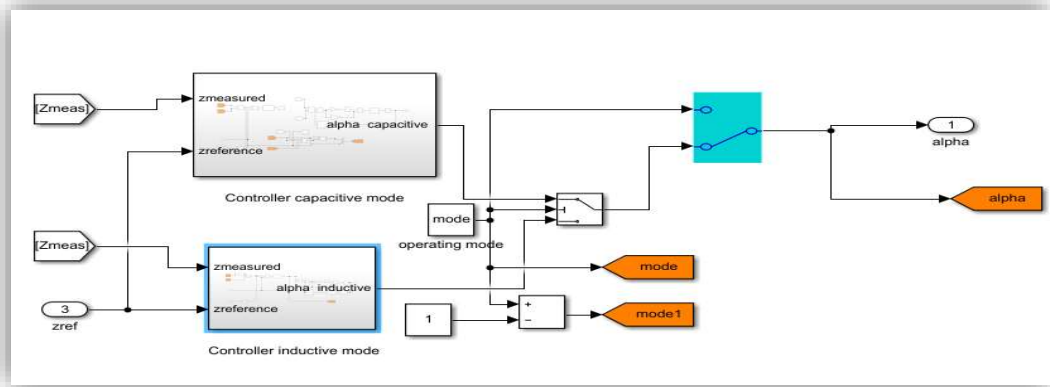 [Zmeas]
zmeasured
alpha capacitive
zreference
Controller capacitive mode
mode
operating mode
1
alpha
alpha
[Zmeas]
zmeasured
alpha inductive
zreference
3
zref
Controller inductive mode
mode
1
+
−
mode1